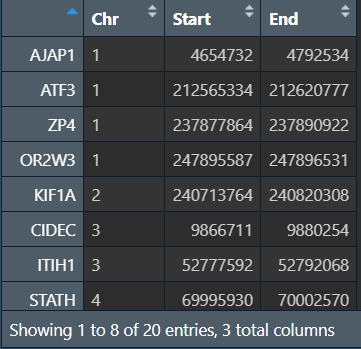 Chr Start End
AJAP1 1 4654732 4792534
ATF3 1 212565334 212620777
ZP4 1 237877864 237890922
OR2W3 1 247895587 247896531
KIF1A 2 240713764 240820308
CIDEC 3 9866711 9880254
ITIH1 3 52777592 52792068
STATH 4 69995930 70002570
Showing 1 to 8 of 20 entries, 3 total columns